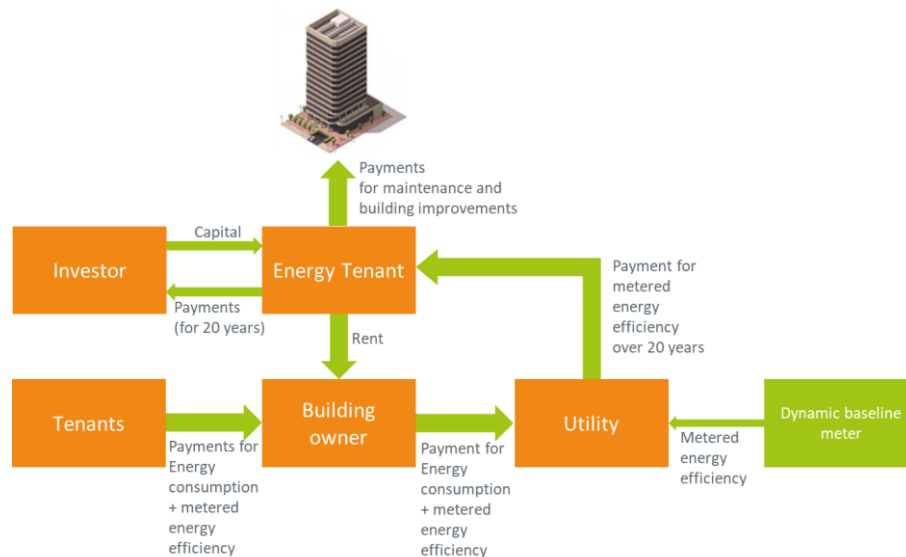 Payments
for maintenance and
building improvements
Capital
Investor
Energy Tenant
Payment for
metered
energy
efficiency
over 20 years
Payments
(for 20 years)
Rent
Tenants
Building
owner
Utility
Dynamic baseline
meter
Payments for
Energy
consumption
+ metered
energy
efficiency
Payment for
Energy
consumption
+ metered
energy
efficiency
Metered
energy
efficiency